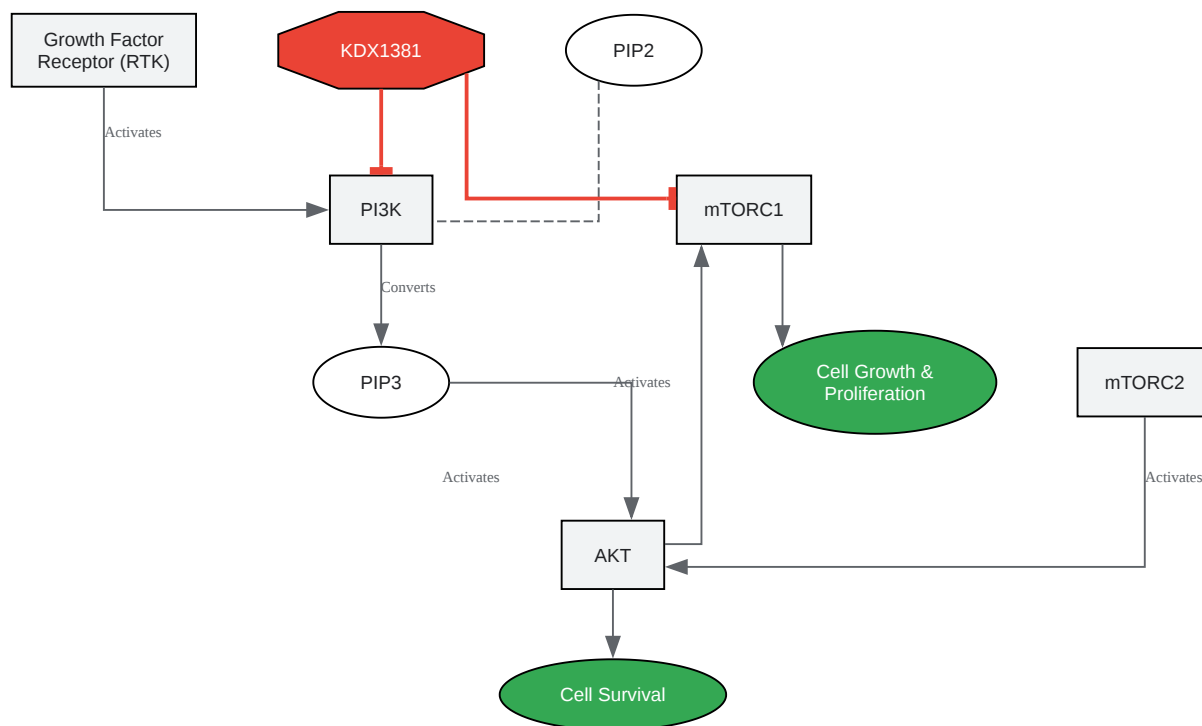 Growth Factor
Receptor (RTK)
KDX1381
PIP2
Activates
PI3K
mTORC1
Converts
PIP3
Activates
Cell Growth &
Proliferation
mTORC2
Activates
Activates
AKT
Cell Survival